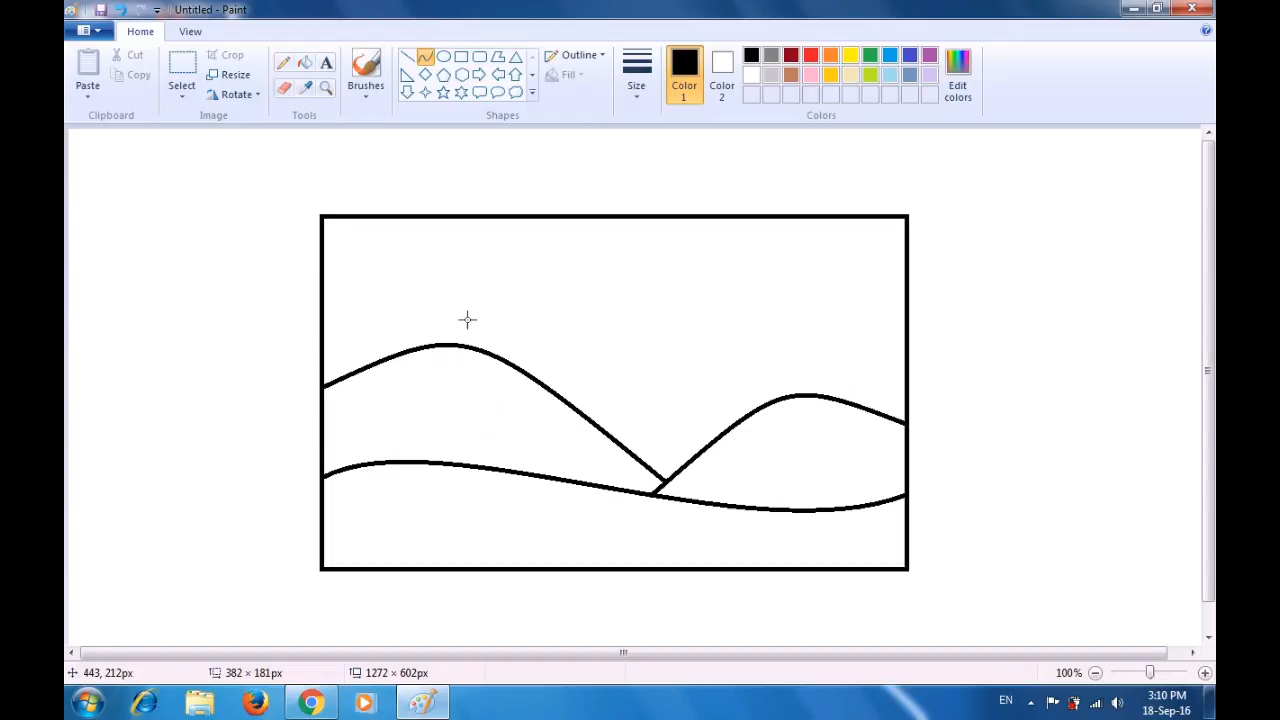 Untitled - Paint
Home View
Paste
Cut
Copy
Clipboard
Select
Crop
Resize
Rotate
Image
A
Tools
Brushes
Outline
Fill
Shapes
Size
Color 1
Color 2
Edit colors
Colors
443, 212px
382 × 181px
1272 × 602px
100%
EN
3:10 PM
18-Sep-16